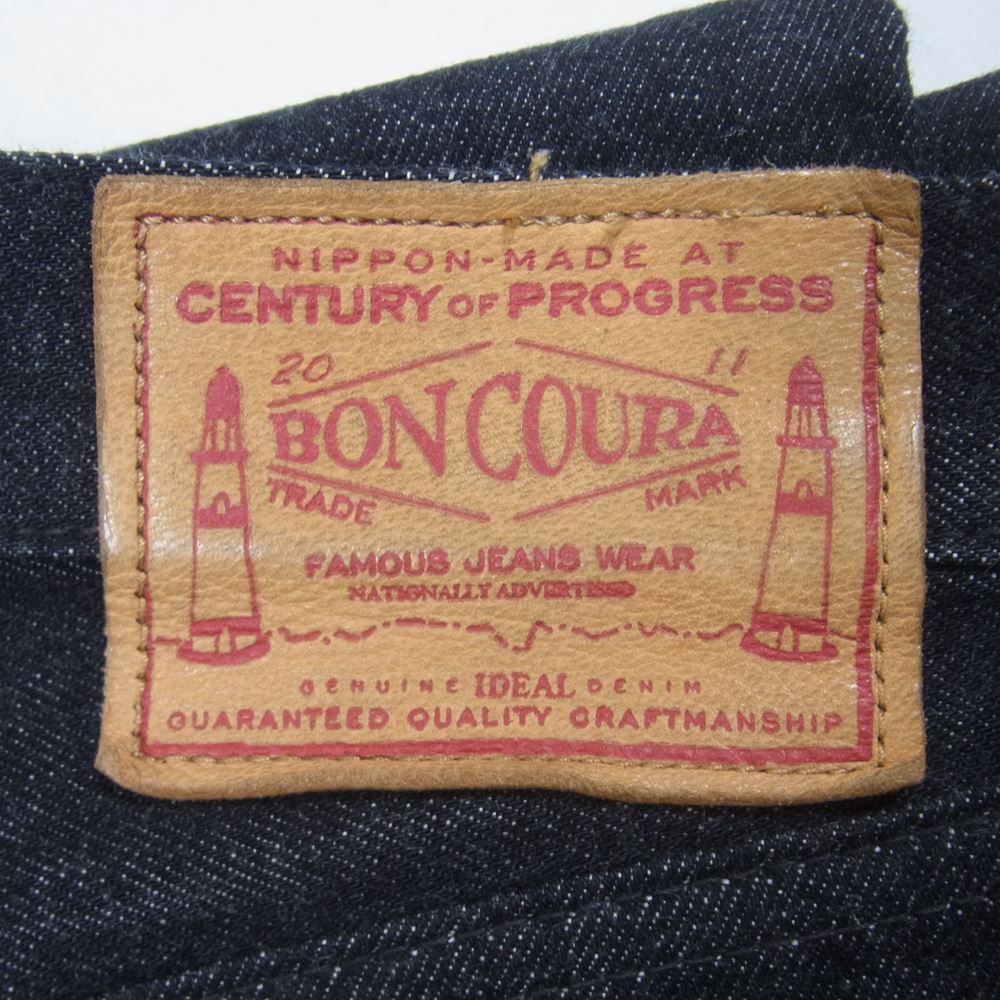 NIPPON-MADE AT
CENTURY OF PROGRESS
20 11
BON COURA
TRADE MARK
FAMOUS JEANS WEAR
NATIONALLY ADVERTISED
GENUINE IDEAL DENIM
GUARANTEED QUALITY CRAFTMANSHIP